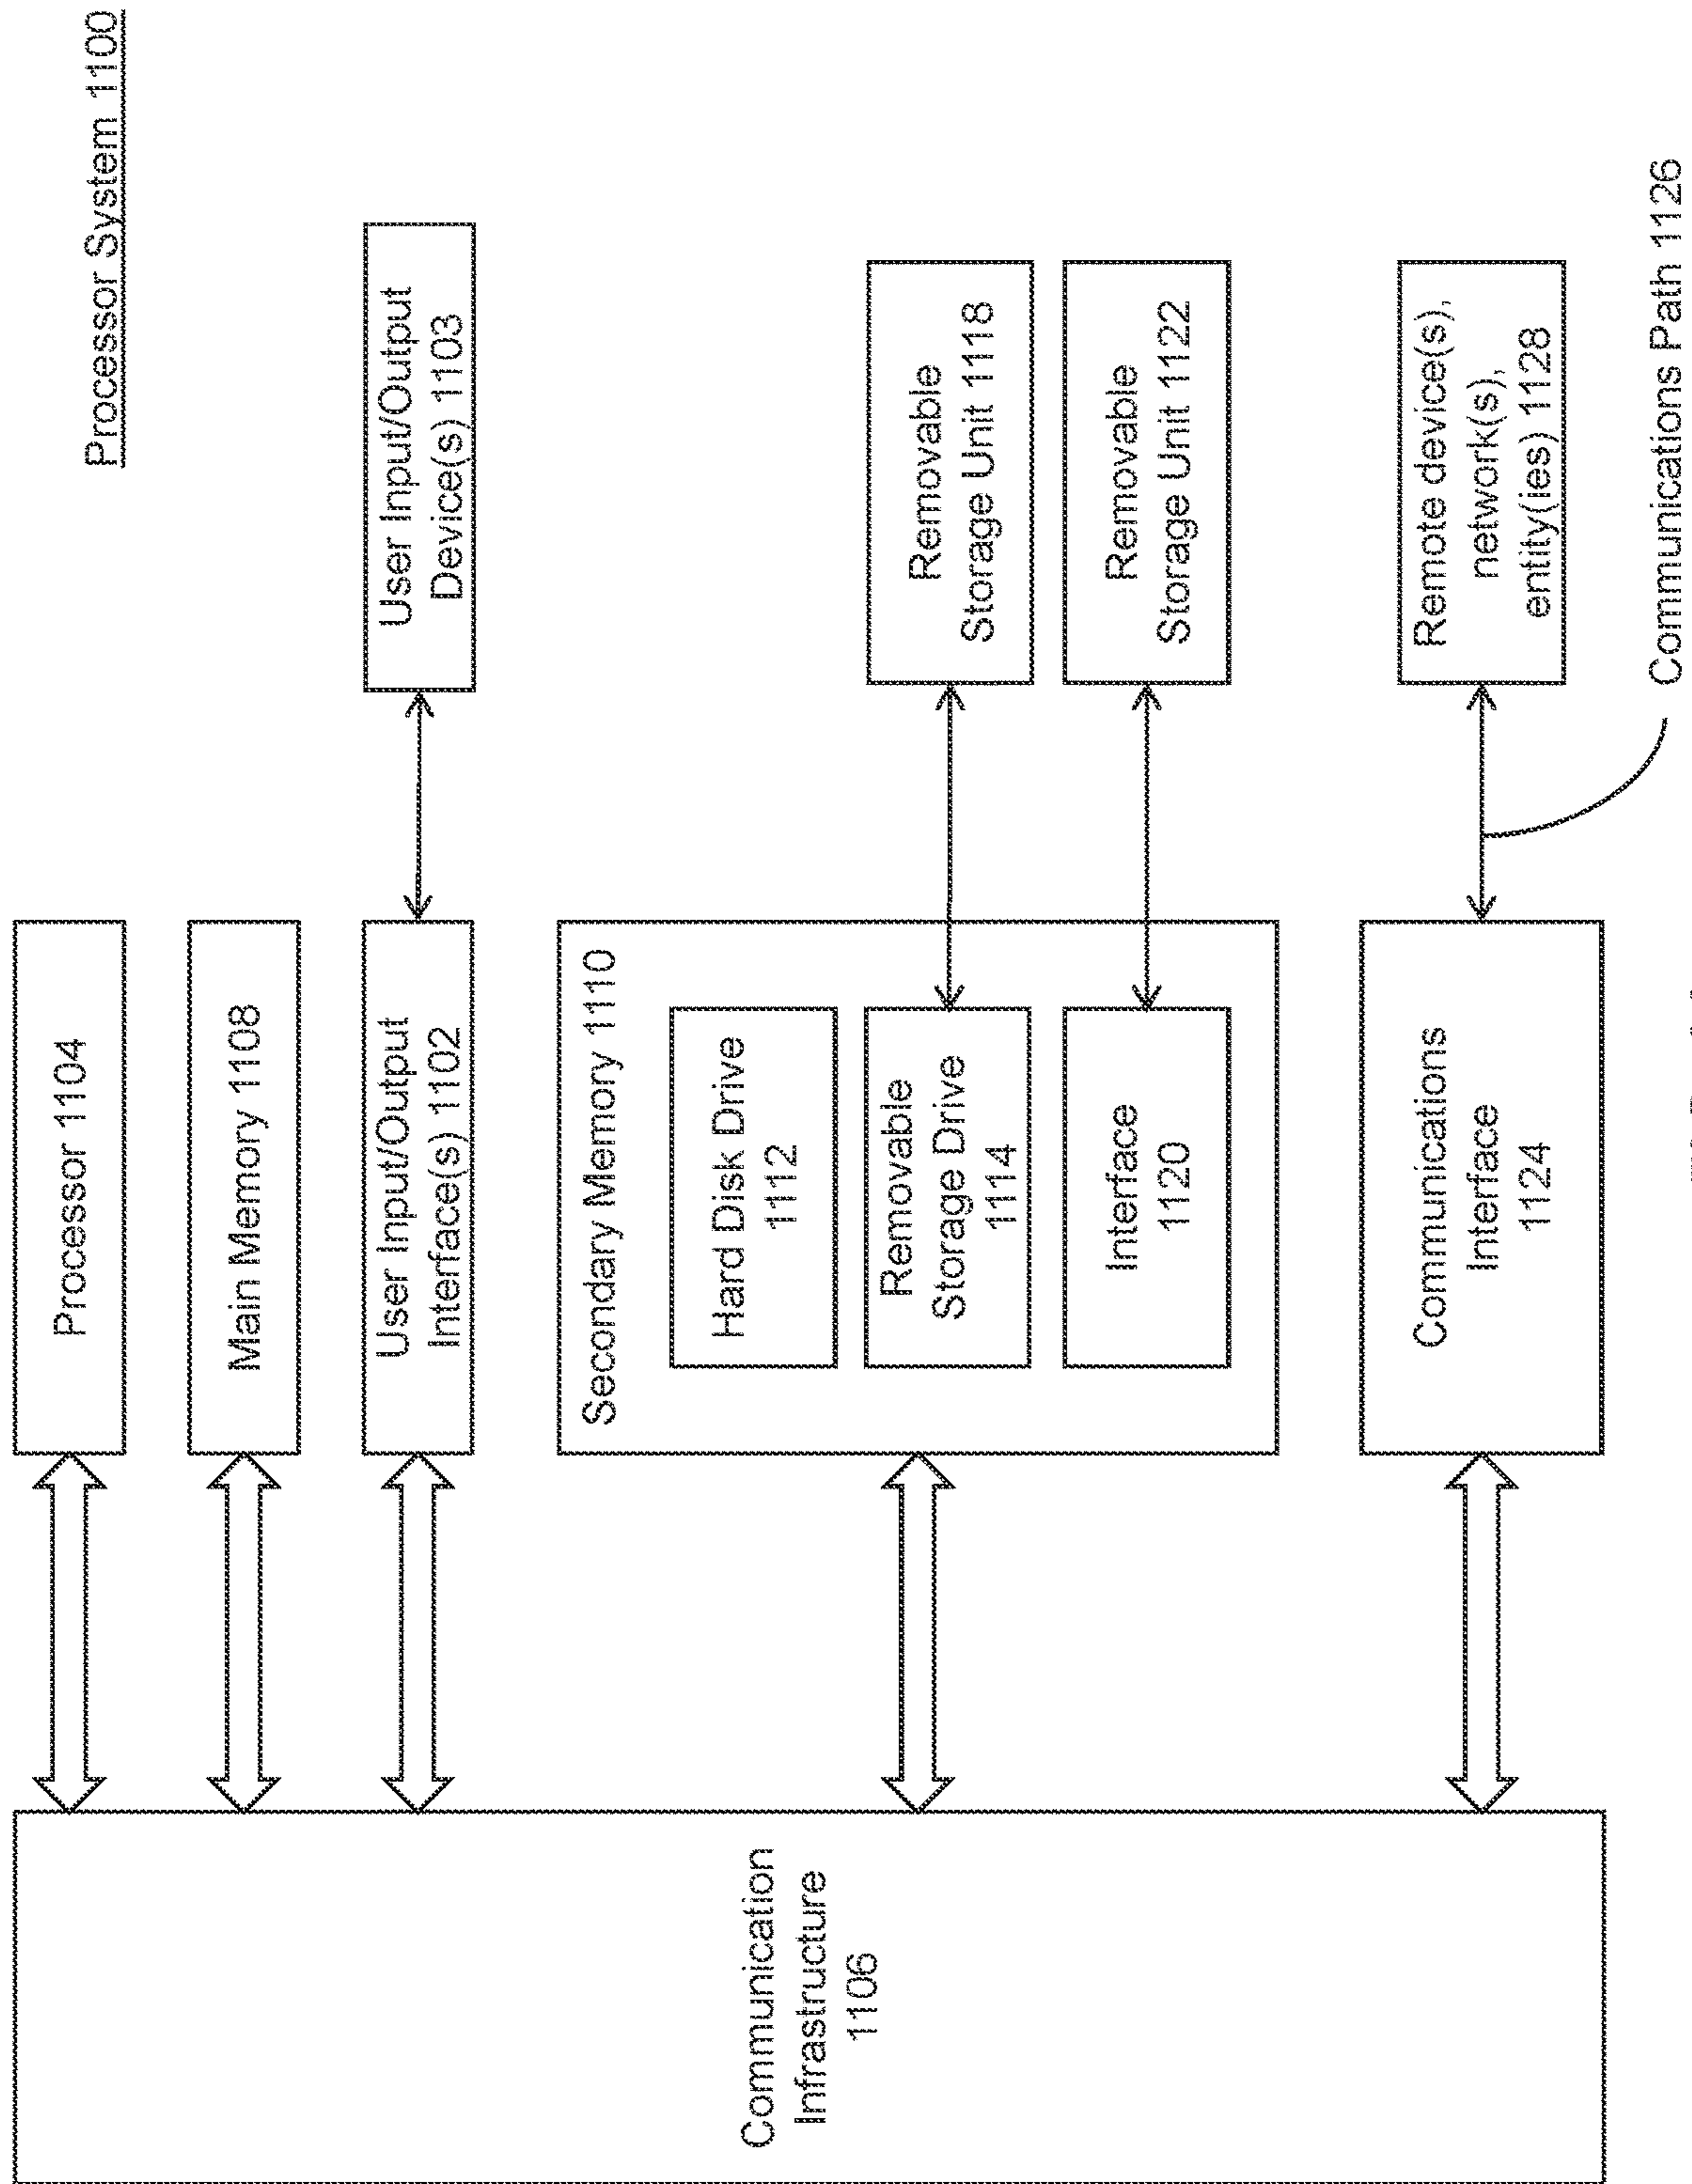 Processor System 1100
Processor 1104
Main Memory 1108
User Input/Output
Interface(s) 1102
User Input/Output
Device(s) 1103
Secondary Memory 1110
Hard Disk Drive
1112
Removable
Storage Drive
1114
Interface
1120
Removable
Storage Unit 1118
Removable
Storage Unit 1122
Communication
Infrastructure
1106
Communications
Interface
1124
Remote device(s),
network(s),
entity(ies) 1128
Communications Path 1126